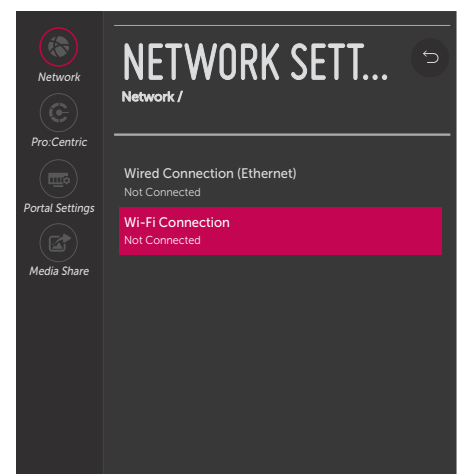 Network
Pro:Centric
Portal Settings
Media Share
NETWORK SETT...
Network /
Wired Connection (Ethernet)
Not Connected
Wi-Fi Connection
Not Connected